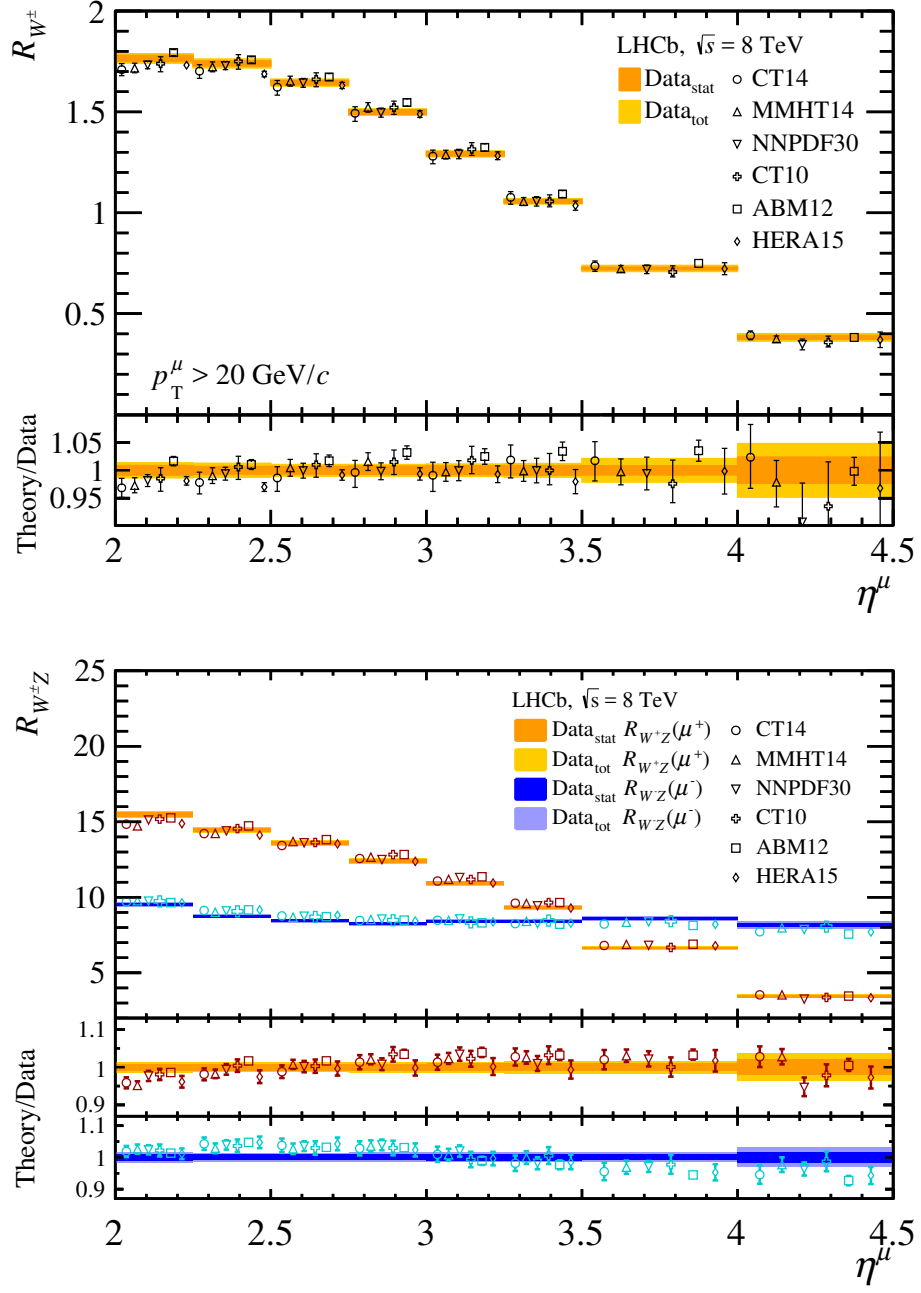 R_{W^±}
LHCb, √s = 8 TeV
Data_stat
Data_tot
CT14
MMHT14
NNPDF30
CT10
ABM12
HERA15
2
1.5
1
0.5
p_T^μ > 20 GeV/c
Theory/Data
1.05
1
0.95
2 2.5 3 3.5 4 4.5
η^μ
R_{W^±Z}
25
20
15
10
5
LHCb, √s = 8 TeV
Data_stat R_{W^+Z}(μ^+)
Data_tot R_{W^+Z}(μ^+)
Data_stat R_{W^-Z}(μ^-)
Data_tot R_{W^-Z}(μ^-)
CT14
MMHT14
NNPDF30
CT10
ABM12
HERA15
Theory/Data
1.1
1
0.9
1.1
1
0.9
2 2.5 3 3.5 4 4.5
η^μ